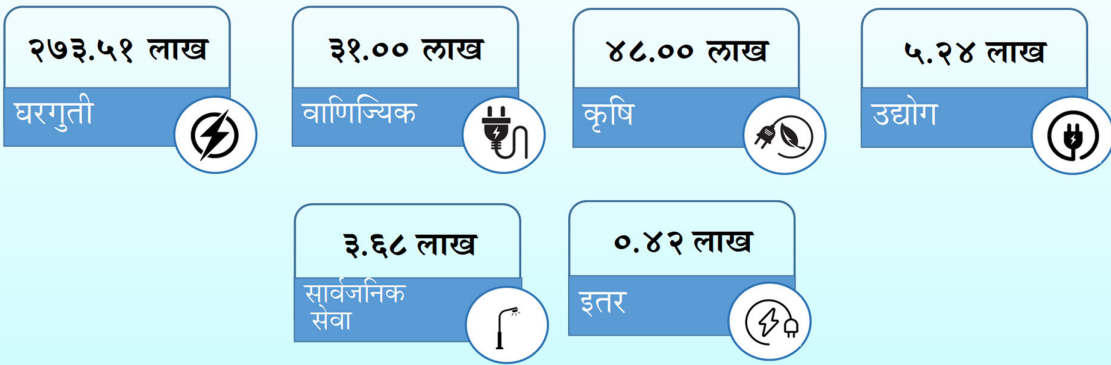 २७३.५१ लाख
घरगुती
३१.०० लाख
वाणिज्यिक
४८.०० लाख
कृषि
५.२४ लाख
उद्योग
३.६८ लाख
सार्वजनिक
सेवा
०.४२ लाख
इतर